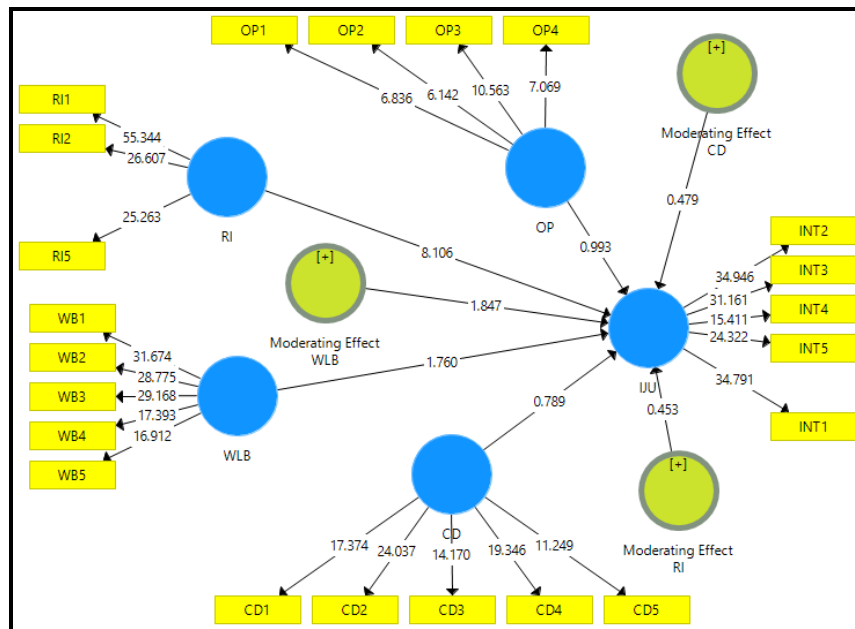 OP1
OP2
OP3
OP4
6.836
6.142
10.563
7.069
[+]
Moderating Effect
CD
0.479
RI1
RI2
RI5
55.344
26.607
25.263
RI
8.106
OP
0.993
[+]
Moderating Effect
WLB
1.847
INT2
INT3
INT4
INT5
INT1
34.946
31.161
15.411
24.322
34.791
IJU
WB1
WB2
WB3
WB4
WB5
31.674
28.775
29.168
17.393
16.912
WLB
1.760
0.789
0.453
[+]
Moderating Effect
RI
CD
17.374
24.037
14.170
19.346
11.249
CD1
CD2
CD3
CD4
CD5